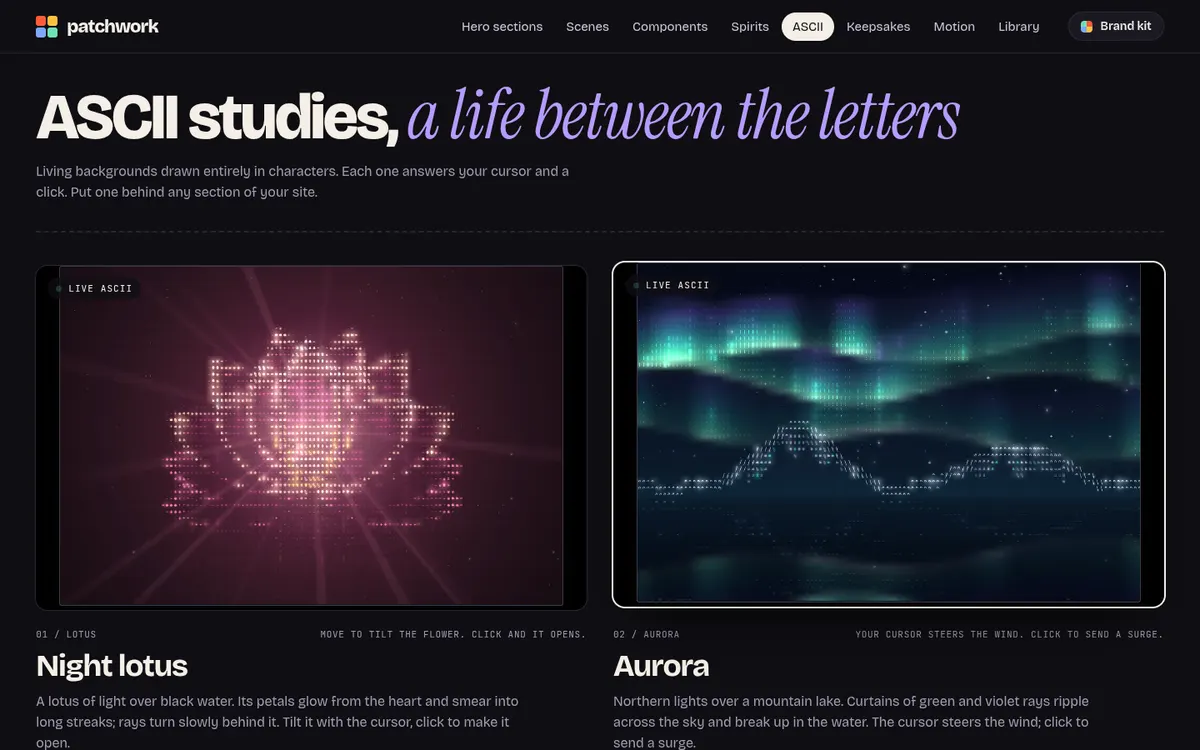 patchwork
Hero sections
Scenes
Components
Spirits
ASCII
Keepsakes
Motion
Library
Brand kit
ASCII studies, a life between the letters
Living backgrounds drawn entirely in characters. Each one answers your cursor and a
click. Put one behind any section of your site.
LIVE ASCII
LIVE ASCII
01 / LOTUS
MOVE TO TILT THE FLOWER. CLICK AND IT OPENS.
Night lotus
A lotus of light over black water. Its petals glow from the heart and smear into
long streaks; rays turn slowly behind it. Tilt it with the cursor, click to make it
open.
02 / AURORA
YOUR CURSOR STEERS THE WIND. CLICK TO SEND A SURGE.
Aurora
Northern lights over a mountain lake. Curtains of green and violet rays ripple
across the sky and break up in the water. The cursor steers the wind; click to
send a surge.